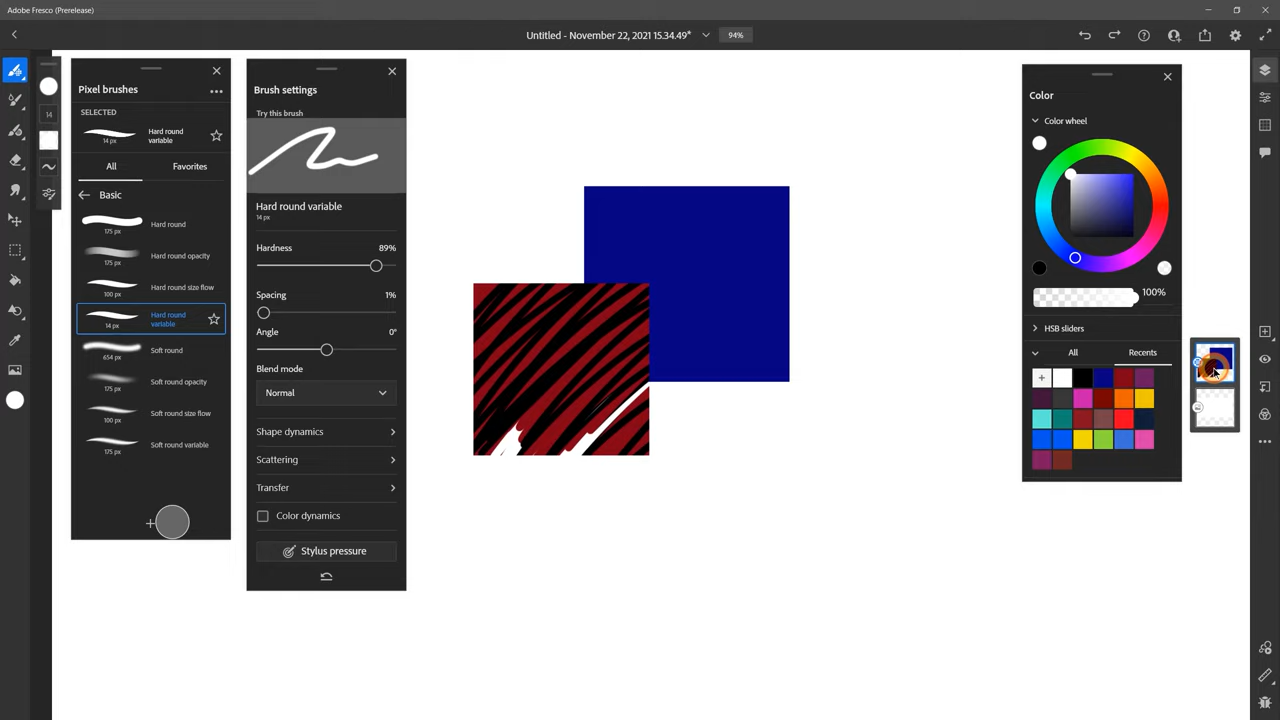 Adobe Fresco (Prerelease)
Untitled - November 22, 2021 15.34.49*
94%
14
Pixel brushes
SELECTED
14 px
Hard round
variable
All
Favorites
Basic
175 px
Hard round
175 px
Hard round opacity
100 px
Hard round size flow
14 px
Hard round
variable
654 px
Soft round
175 px
Soft round opacity
100 px
Soft round size flow
175 px
Soft round variable
Brush settings
Try this brush
Hard round variable
14 px
Hardness
89%
Spacing
1%
Angle
0°
Blend mode
Normal
Shape dynamics
Scattering
Transfer
Color dynamics
Stylus pressure
Color
Color wheel
100%
HSB sliders
All
Recents